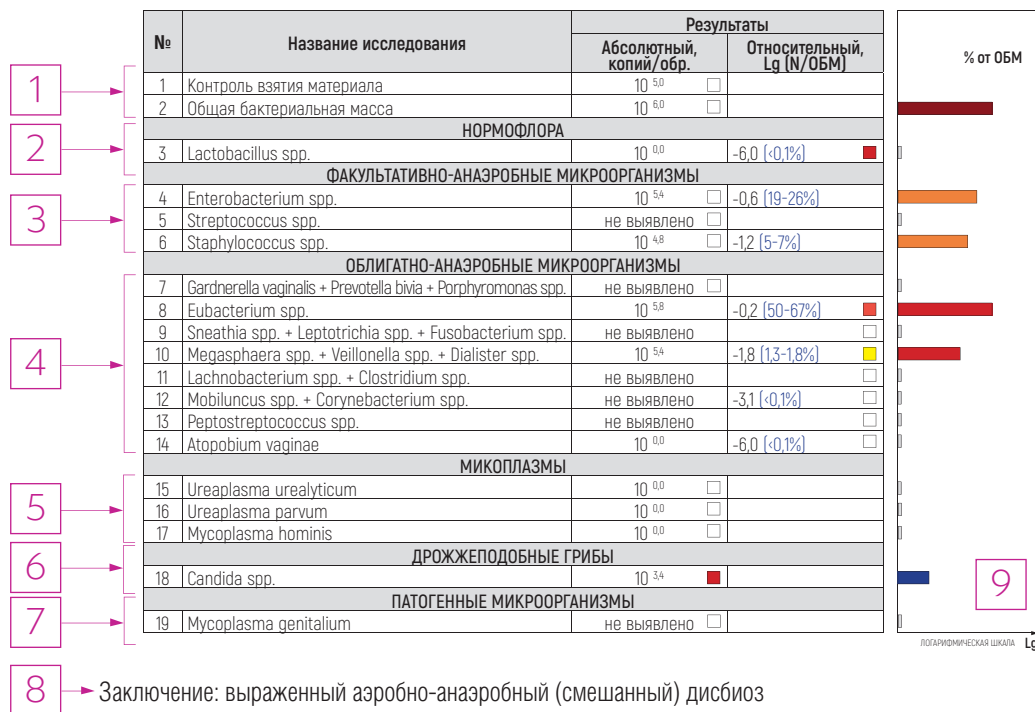 № Название исследования Результаты % от ОБМ
Абсолютный, копий/обр. Относительный, Lg (N/ОБМ)
1
1 Контроль взятия материала 10 5,0
2 Общая бактериальная масса 10 6,0
2
НОРМОФЛОРА
3 Lactobacillus spp. 10 0,0 -6,0 (<0,1%)
3
ФАКУЛЬТАТИВНО-АНАЭРОБНЫЕ МИКРООРГАНИЗМЫ
4 Enterobacterium spp. 10 5,4 -0,6 (19-26%)
5 Streptococcus spp. не выявлено
6 Staphylococcus spp. 10 4,8 -1,2 (5-7%)
4
ОБЛИГАТНО-АНАЭРОБНЫЕ МИКРООРГАНИЗМЫ
7 Gardnerella vaginalis + Prevotella bivia + Porphyromonas spp. не выявлено
8 Eubacterium spp. 10 5,8 -0,2 (50-67%)
9 Sneathia spp. + Leptotrichia spp. + Fusobacterium spp. не выявлено
10 Megasphaera spp. + Veillonella spp. + Dialister spp. 10 5,4 -1,8 (1,3-1,8%)
11 Lachnobacterium spp. + Clostridium spp. не выявлено
12 Mobiluncus spp. + Corynebacterium spp. не выявлено -3,1 (<0,1%)
13 Peptostreptococcus spp. не выявлено
14 Atopobium vaginae 10 0,0 -6,0 (<0,1%)
5
МИКОПЛАЗМЫ
15 Ureaplasma urealyticum 10 0,0
16 Ureaplasma parvum 10 0,0
17 Mycoplasma hominis 10 0,0
6
ДРОЖЖЕПОДОБНЫЕ ГРИБЫ
18 Candida spp. 10 3,4
9
7
ПАТОГЕННЫЕ МИКРООРГАНИЗМЫ
19 Mycoplasma genitalium не выявлено
ЛОГАРИФМИЧЕСКАЯ ШКАЛА Lg
8 Заключение: выраженный аэробно-анаэробный (смешанный) дисбиоз